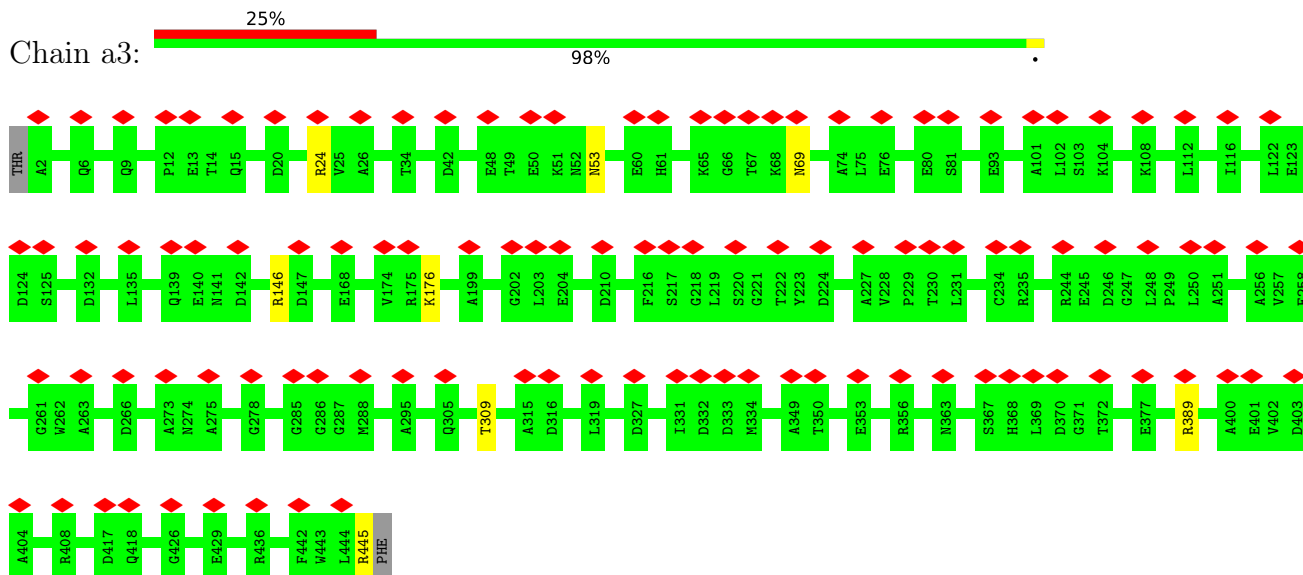 25%
Chain a3:
98%
.
THR A2 Q6 Q9 P12 E13 T14 Q15 D20 R24 V25 A26 T34 D42 E48 T49 E50 K51 N52 N53 E60 H61 K65 G66 T67 K68 N69 A74 L75 E76 E80 S81 E93 A101 L102 S103 K104 K108 L112 I116 L122 E123
D124 S125 D132 L135 Q139 E140 N141 D142 R146 D147 E168 V174 R175 K176 A199 G202 L203 E204 D210 F216 S217 G218 L219 S220 G221 T222 Y223 D224 A227 V228 P229 T230 L231 C234 R235 R244 E245 D246 G247 L248 P249 L250 A251 A256 V257
G261 W262 A263 D266 A273 N274 A275 G278 G285 G286 G287 M288 A295 Q305 T309 A315 D316 L319 D327 I331 D332 D333 M334 A349 T350 E353 R356 N363 S367 H368 L369 D370 G371 T372 E377 R389 A400 E401 V402 D403
A404 R408 D417 Q418 G426 E429 R436 F442 W443 L444 R445 PHE